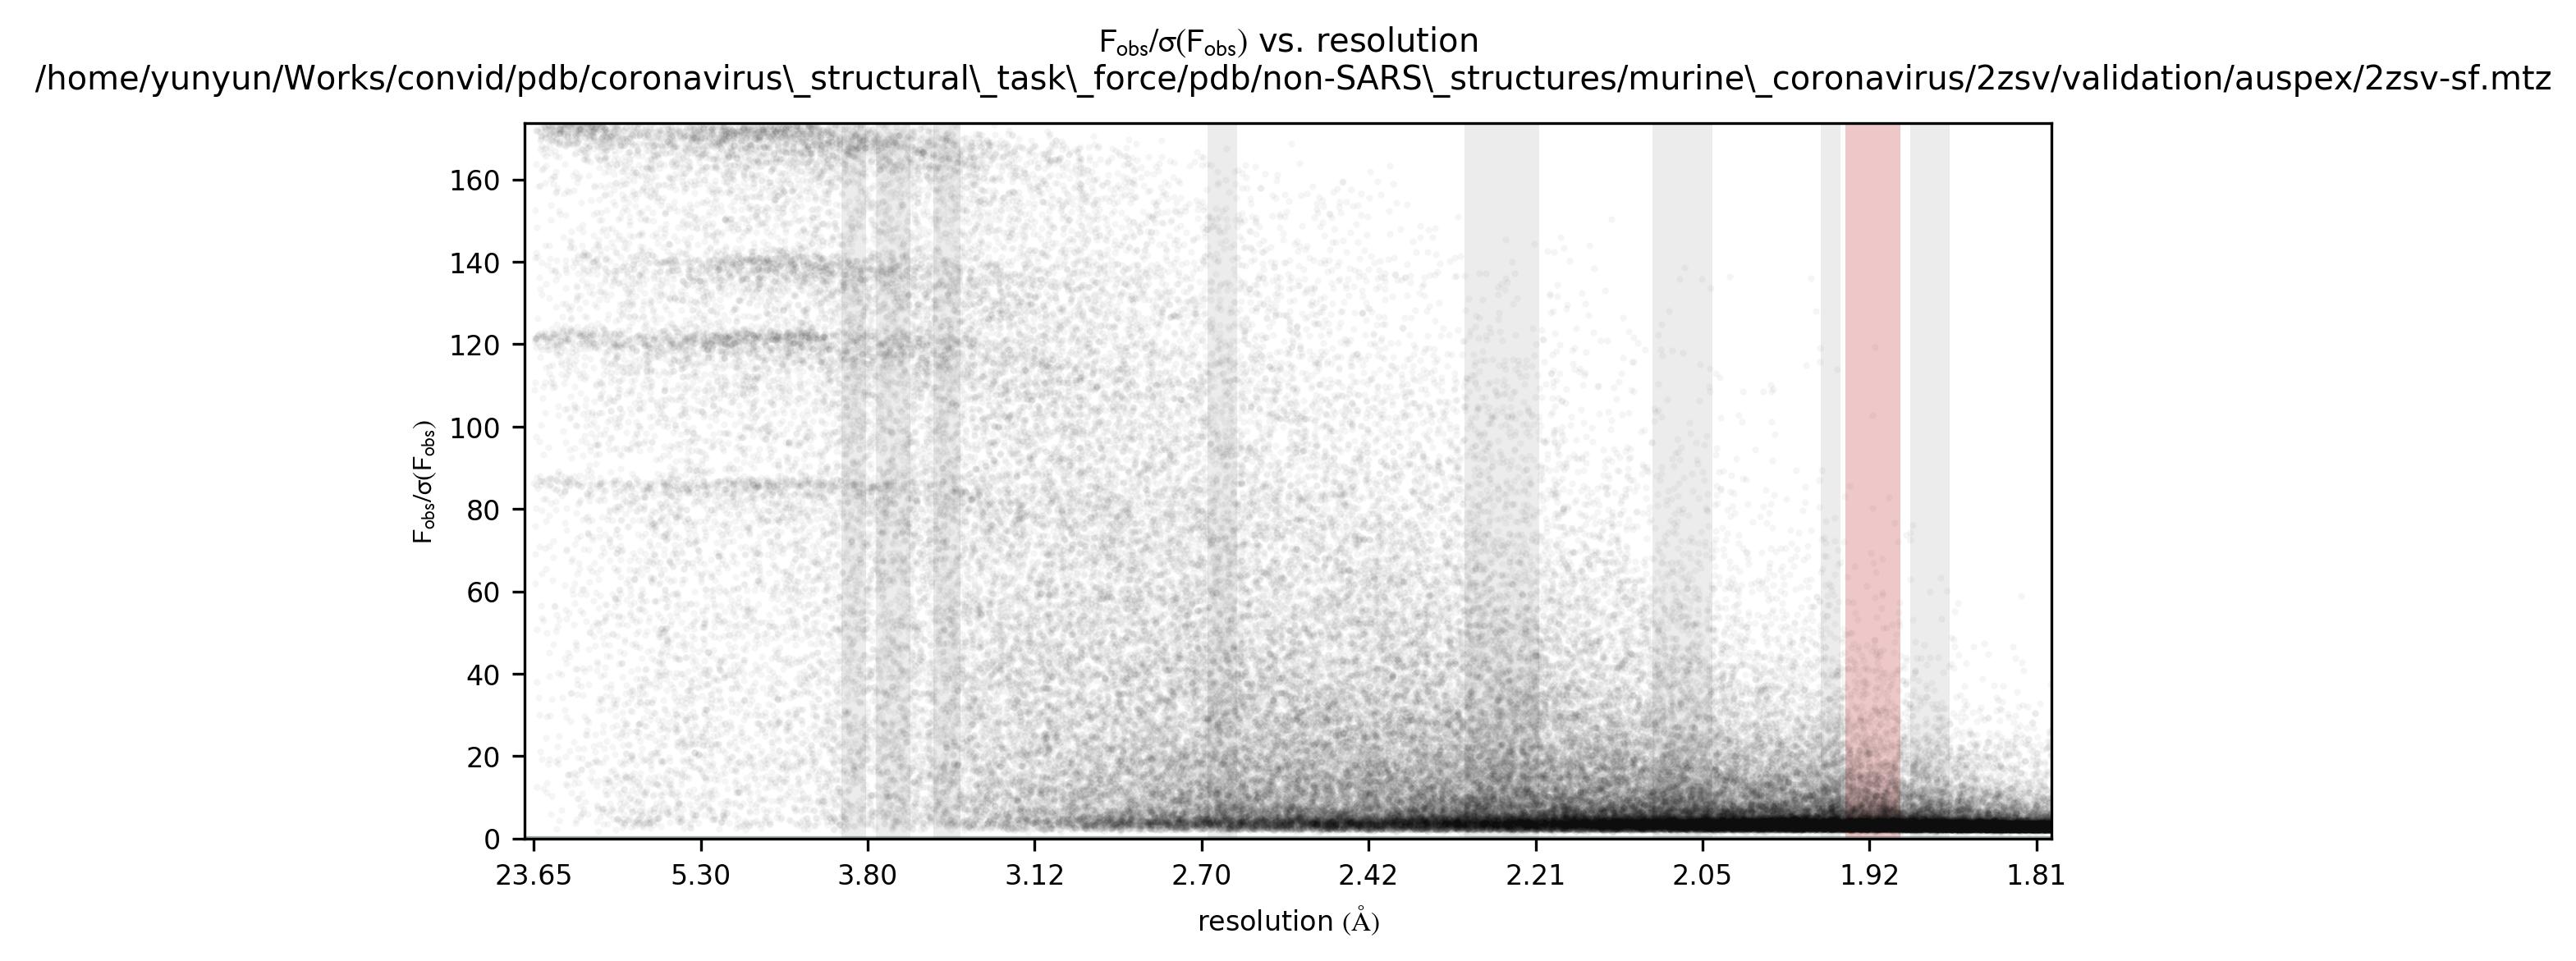 Fobs/σ(Fobs) vs. resolution
/home/yunyun/Works/convid/pdb/coronavirus\_structural\_task\_force/pdb/non-SARS\_structures/murine\_coronavirus/2zsv/validation/auspex/2zsv-sf.mtz
Fobs/σ(Fobs)
160
140
120
100
80
60
40
20
0
23.65 5.30 3.80 3.12 2.70 2.42 2.21 2.05 1.92 1.81
resolution (Å)